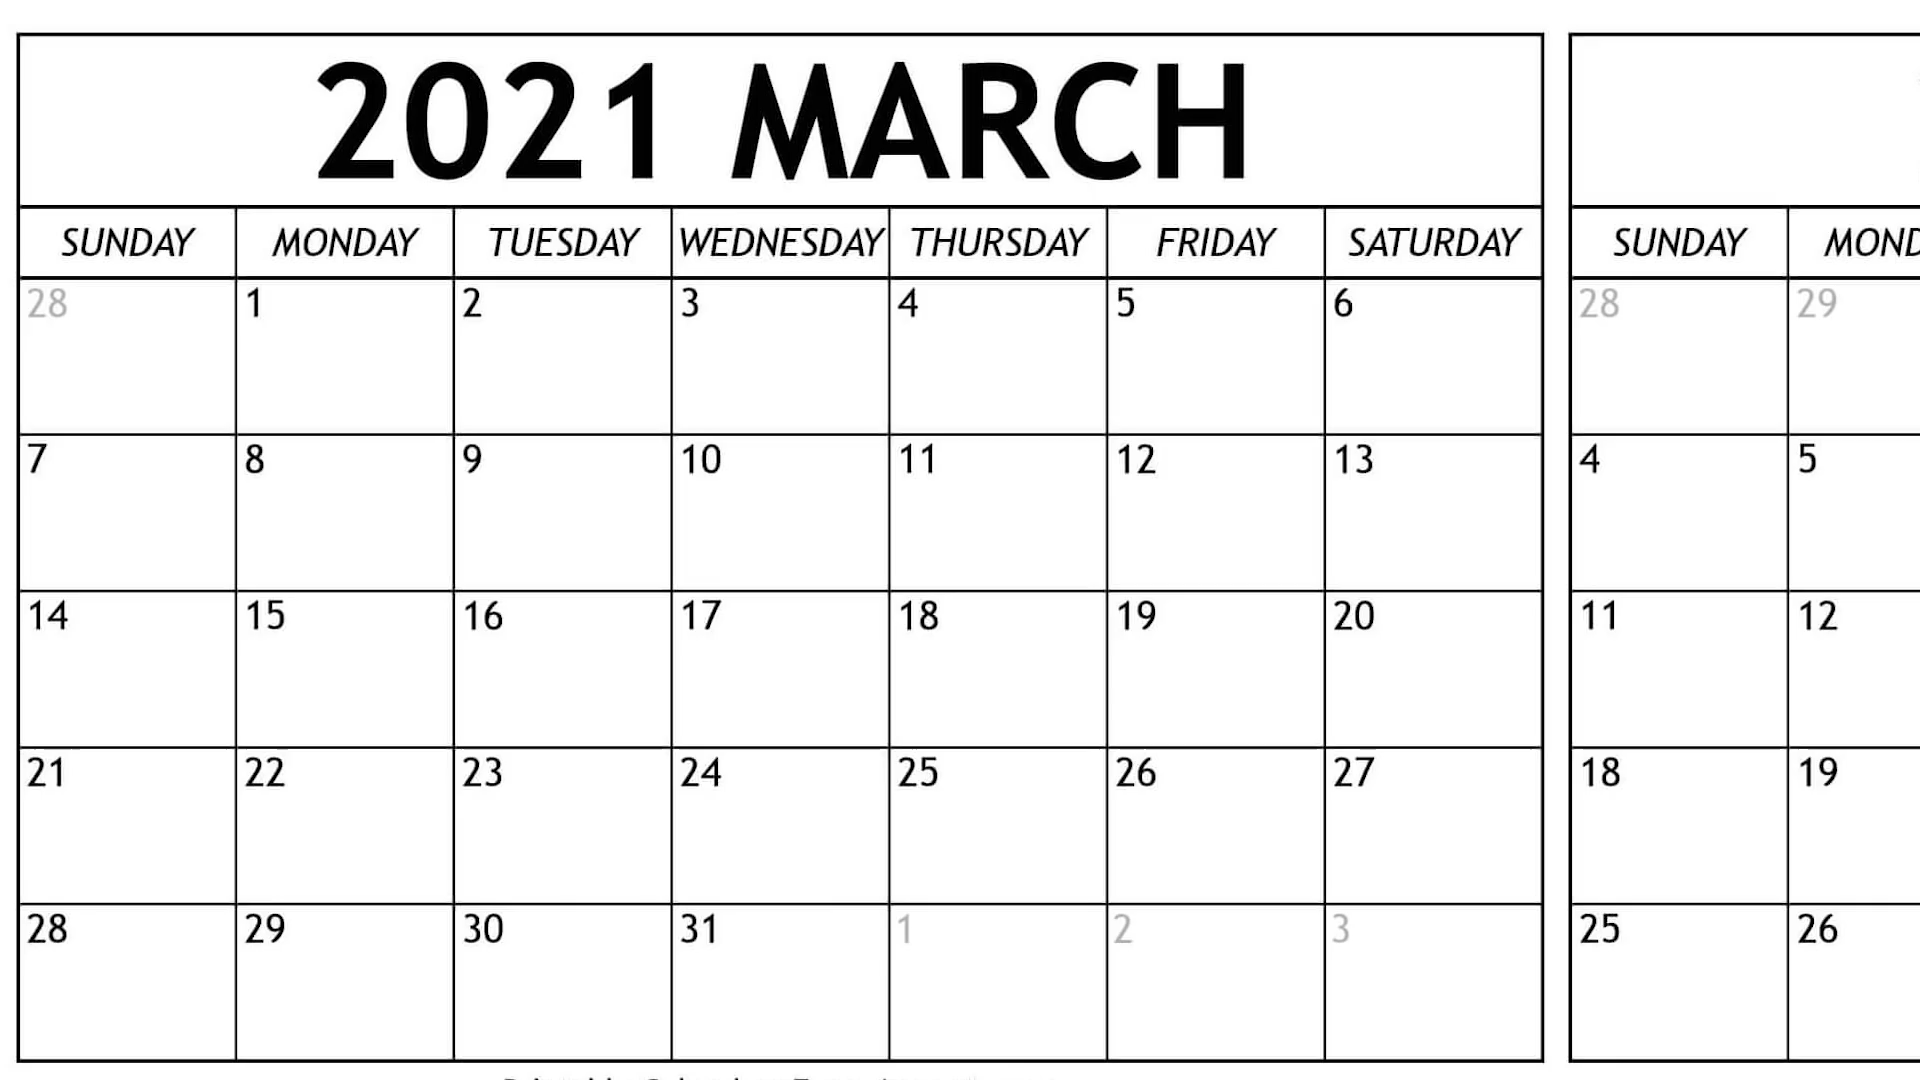 2021 MARCH
SUNDAY MONDAY TUESDAY WEDNESDAY THURSDAY FRIDAY SATURDAY
28 1 2 3 4 5 6
7 8 9 10 11 12 13
14 15 16 17 18 19 20
21 22 23 24 25 26 27
28 29 30 31 1 2 3
SUNDAY MOND
28 29
4 5
11 12
18 19
25 26